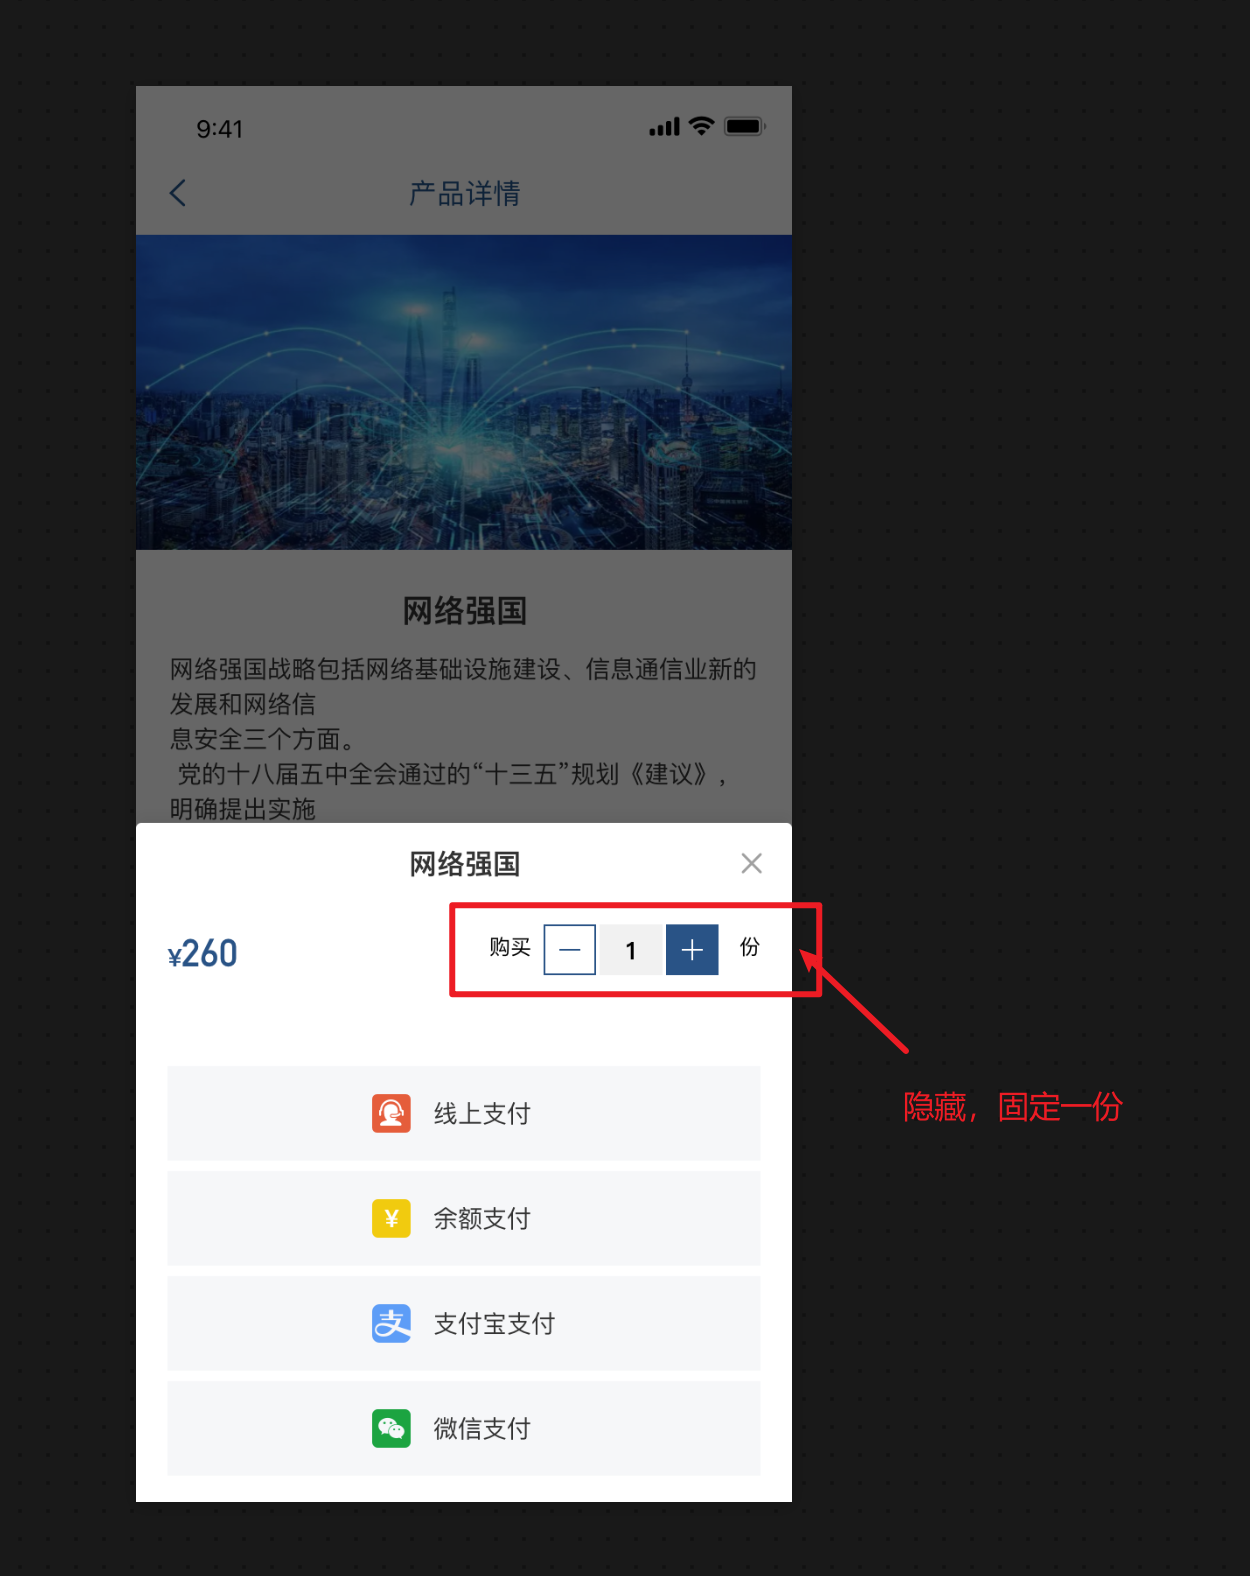 9:41
产品详情
网络强国
网络强国战略包括网络基础设施建设、信息通信业新的
发展和网络信
息安全三个方面。
党的十八届五中全会通过的“十三五”规划《建议》，
明确提出实施
网络强国
¥260
购买 — 1 + 份
隐藏，固定一份
线上支付
¥ 余额支付
支 支付宝支付
微信支付